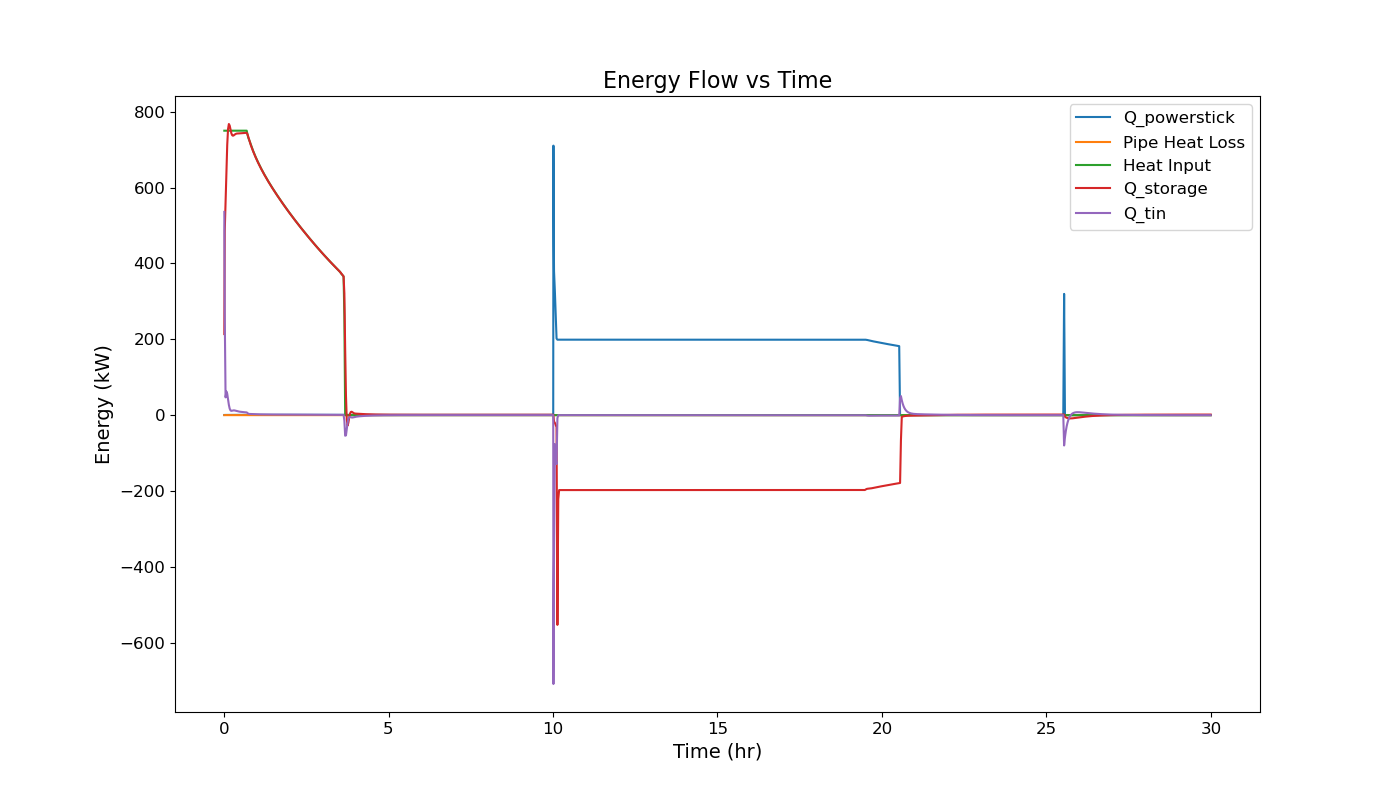 Energy Flow vs Time
800
600
400
200
0
−200
−400
−600
Energy (kW)
Q_powerstick
Pipe Heat Loss
Heat Input
Q_storage
Q_tin
0 5 10 15 20 25 30
Time (hr)